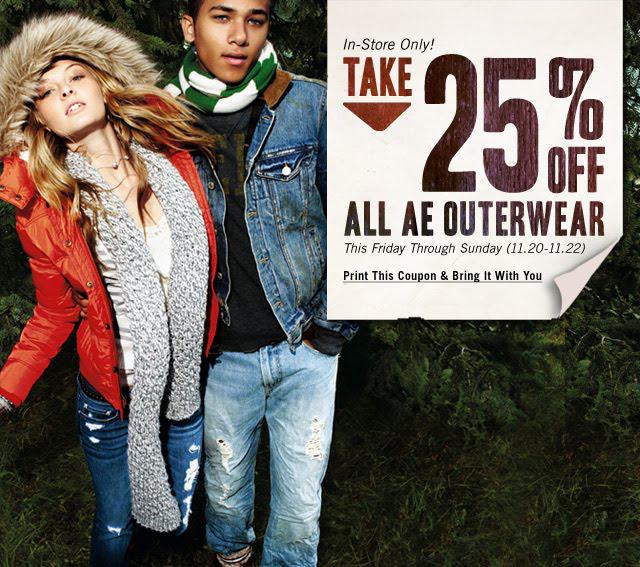 In-Store Only!
TAKE
25% OFF
ALL AE OUTERWEAR
This Friday Through Sunday (11.20-11.22)
Print This Coupon & Bring It With You